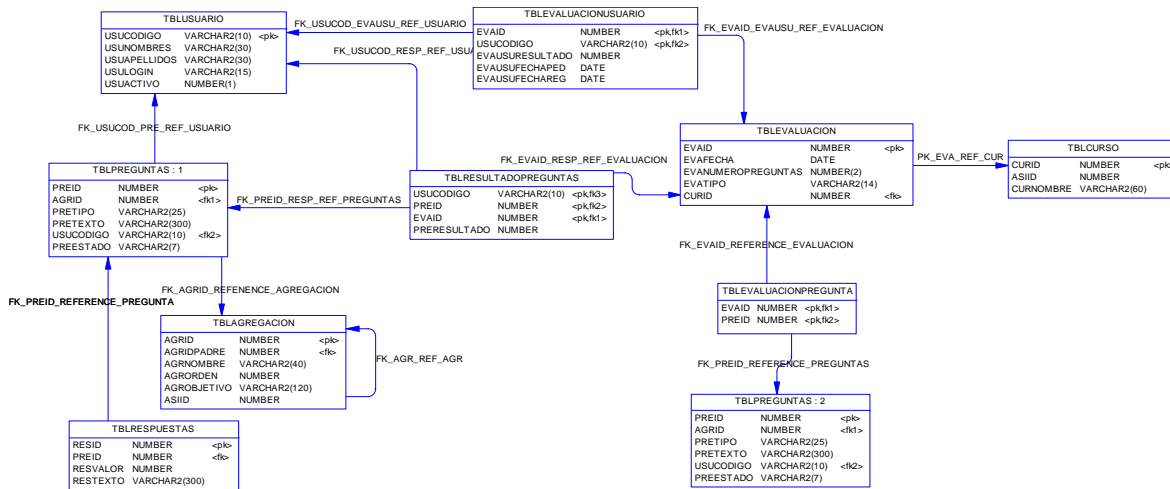 TBLUSUARIO
USUCODIGO VARCHAR2(10) <pk>
USUNOMBRES VARCHAR2(30)
USUAPELLIDOS VARCHAR2(30)
USULOGIN VARCHAR2(15)
USUACTIVO NUMBER(1)
FK_USUCOD_EVAUSU_REF_USUARIO
FK_USUCOD_RESP_REF_USUA
TBLEVALUACIONUSUARIO
EVAID NUMBER <pk,fk1>
USUCODIGO VARCHAR2(10) <pk,fk2>
EVAUSURESULTADO NUMBER
EVAUSUFECHAPED DATE
EVAUSUFECHAREG DATE
FK_EVAID_EVAUSU_REF_EVALUACION
FK_USUCOD_PRE_REF_USUARIO
TBLEVALUACION
EVAID NUMBER <pk>
EVAFECHA DATE
EVANUMEROPREGUNTAS NUMBER(2)
EVATIPO VARCHAR2(14)
CURID NUMBER <fk>
PK_EVA_REF_CUR
TBLCURSO
CURID NUMBER <pk>
ASIID NUMBER
CURNOMBRE VARCHAR2(60)
TBLPREGUNTAS : 1
PREID NUMBER <pk>
AGRID NUMBER <fk1>
PRETIPO VARCHAR2(25)
PRETEXTO VARCHAR2(300)
USUCODIGO VARCHAR2(10) <fk2>
PREESTADO VARCHAR2(7)
FK_PREID_RESP_REF_PREGUNTAS
FK_EVAID_RESP_REF_EVALUACION
TBLRESULTADOPREGUNTAS
USUCODIGO VARCHAR2(10) <pk,fk3>
PREID NUMBER <pk,fk2>
EVAID NUMBER <pk,fk1>
PRERESULTADO NUMBER
FK_EVAID_REFERENCE_EVALUACION
FK_PREID_REFERENCE_PREGUNTA
FK_AGRID_REFENENCE_AGREGACION
TBLEVALUACIONPREGUNTA
EVAID NUMBER <pk,fk1>
PREID NUMBER <pk,fk2>
TBLAGREGACION
AGRID NUMBER <pk>
AGRIDPADRE NUMBER <fk>
AGRNOMBRE VARCHAR2(40)
AGRORDEN NUMBER
AGROBJETIVO VARCHAR2(120)
ASIID NUMBER
FK_AGR_REF_AGR
FK_PREID_REFERENCE_PREGUNTAS
TBLPREGUNTAS : 2
PREID NUMBER <pk>
AGRID NUMBER <fk1>
PRETIPO VARCHAR2(25)
PRETEXTO VARCHAR2(300)
USUCODIGO VARCHAR2(10) <fk2>
PREESTADO VARCHAR2(7)
TBLRESPUESTAS
RESID NUMBER <pk>
PREID NUMBER <fk>
RESVALOR NUMBER
RESTEXTO VARCHAR2(300)